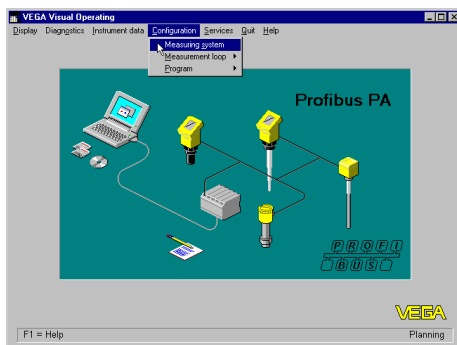 VEGA Visual Operating
Display Diagnostics Instrument data Configuration Services Quit Help
Measuring system
Measurement loop
Program
Profibus PA
PROFI
BUS
VEGA
F1 = Help Planning